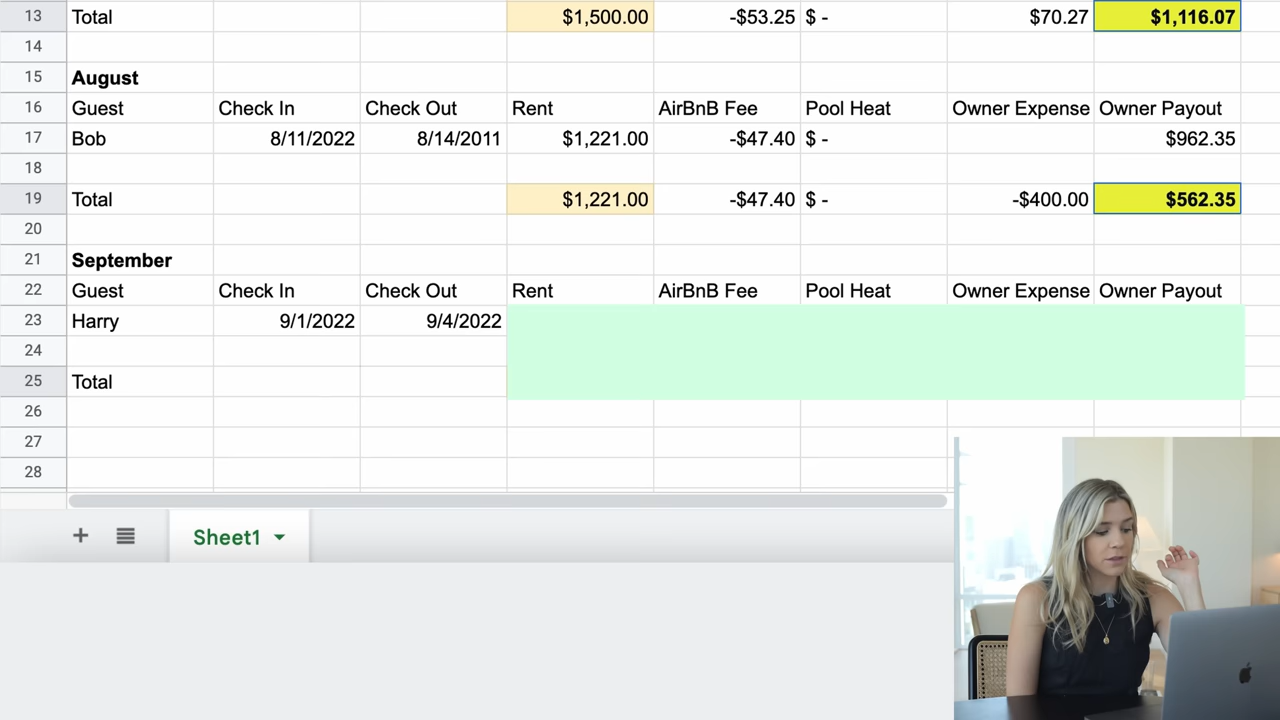 13 Total $1,500.00 -$53.25 $ - $70.27 $1,116.07
14
15 August
16 Guest Check In Check Out Rent AirBnB Fee Pool Heat Owner Expense Owner Payout
17 Bob 8/11/2022 8/14/2011 $1,221.00 -$47.40 $ - $962.35
18
19 Total $1,221.00 -$47.40 $ - -$400.00 $562.35
20
21 September
22 Guest Check In Check Out Rent AirBnB Fee Pool Heat Owner Expense Owner Payout
23 Harry 9/1/2022 9/4/2022
24
25 Total
26
27
28
Sheet1